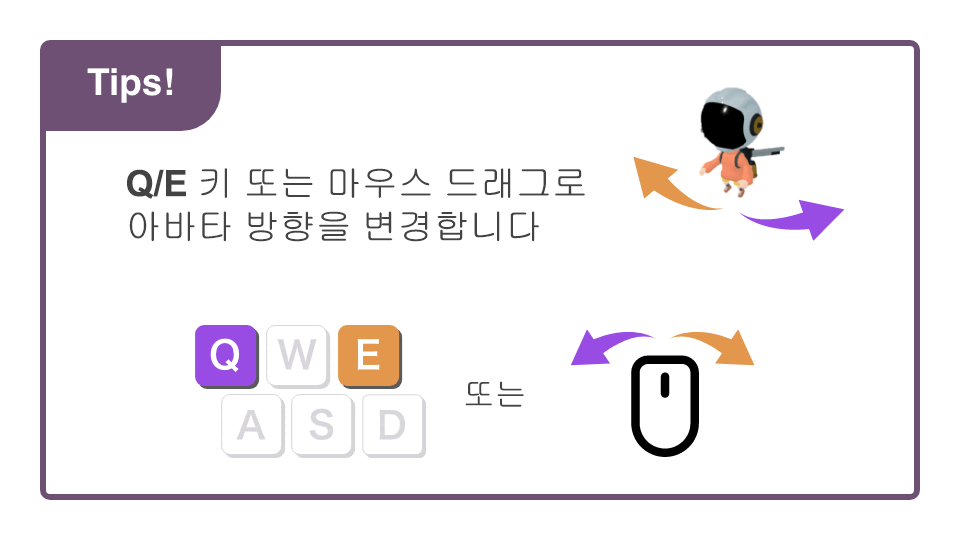 Tips!
Q/E 키 또는 마우스 드래그로
아바타 방향을 변경합니다
Q W E
또는
A S D